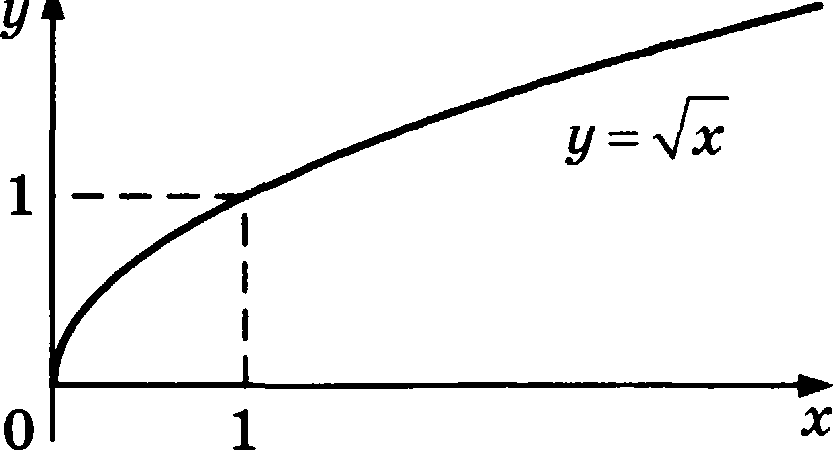 y
y = √x
1
0
1
x